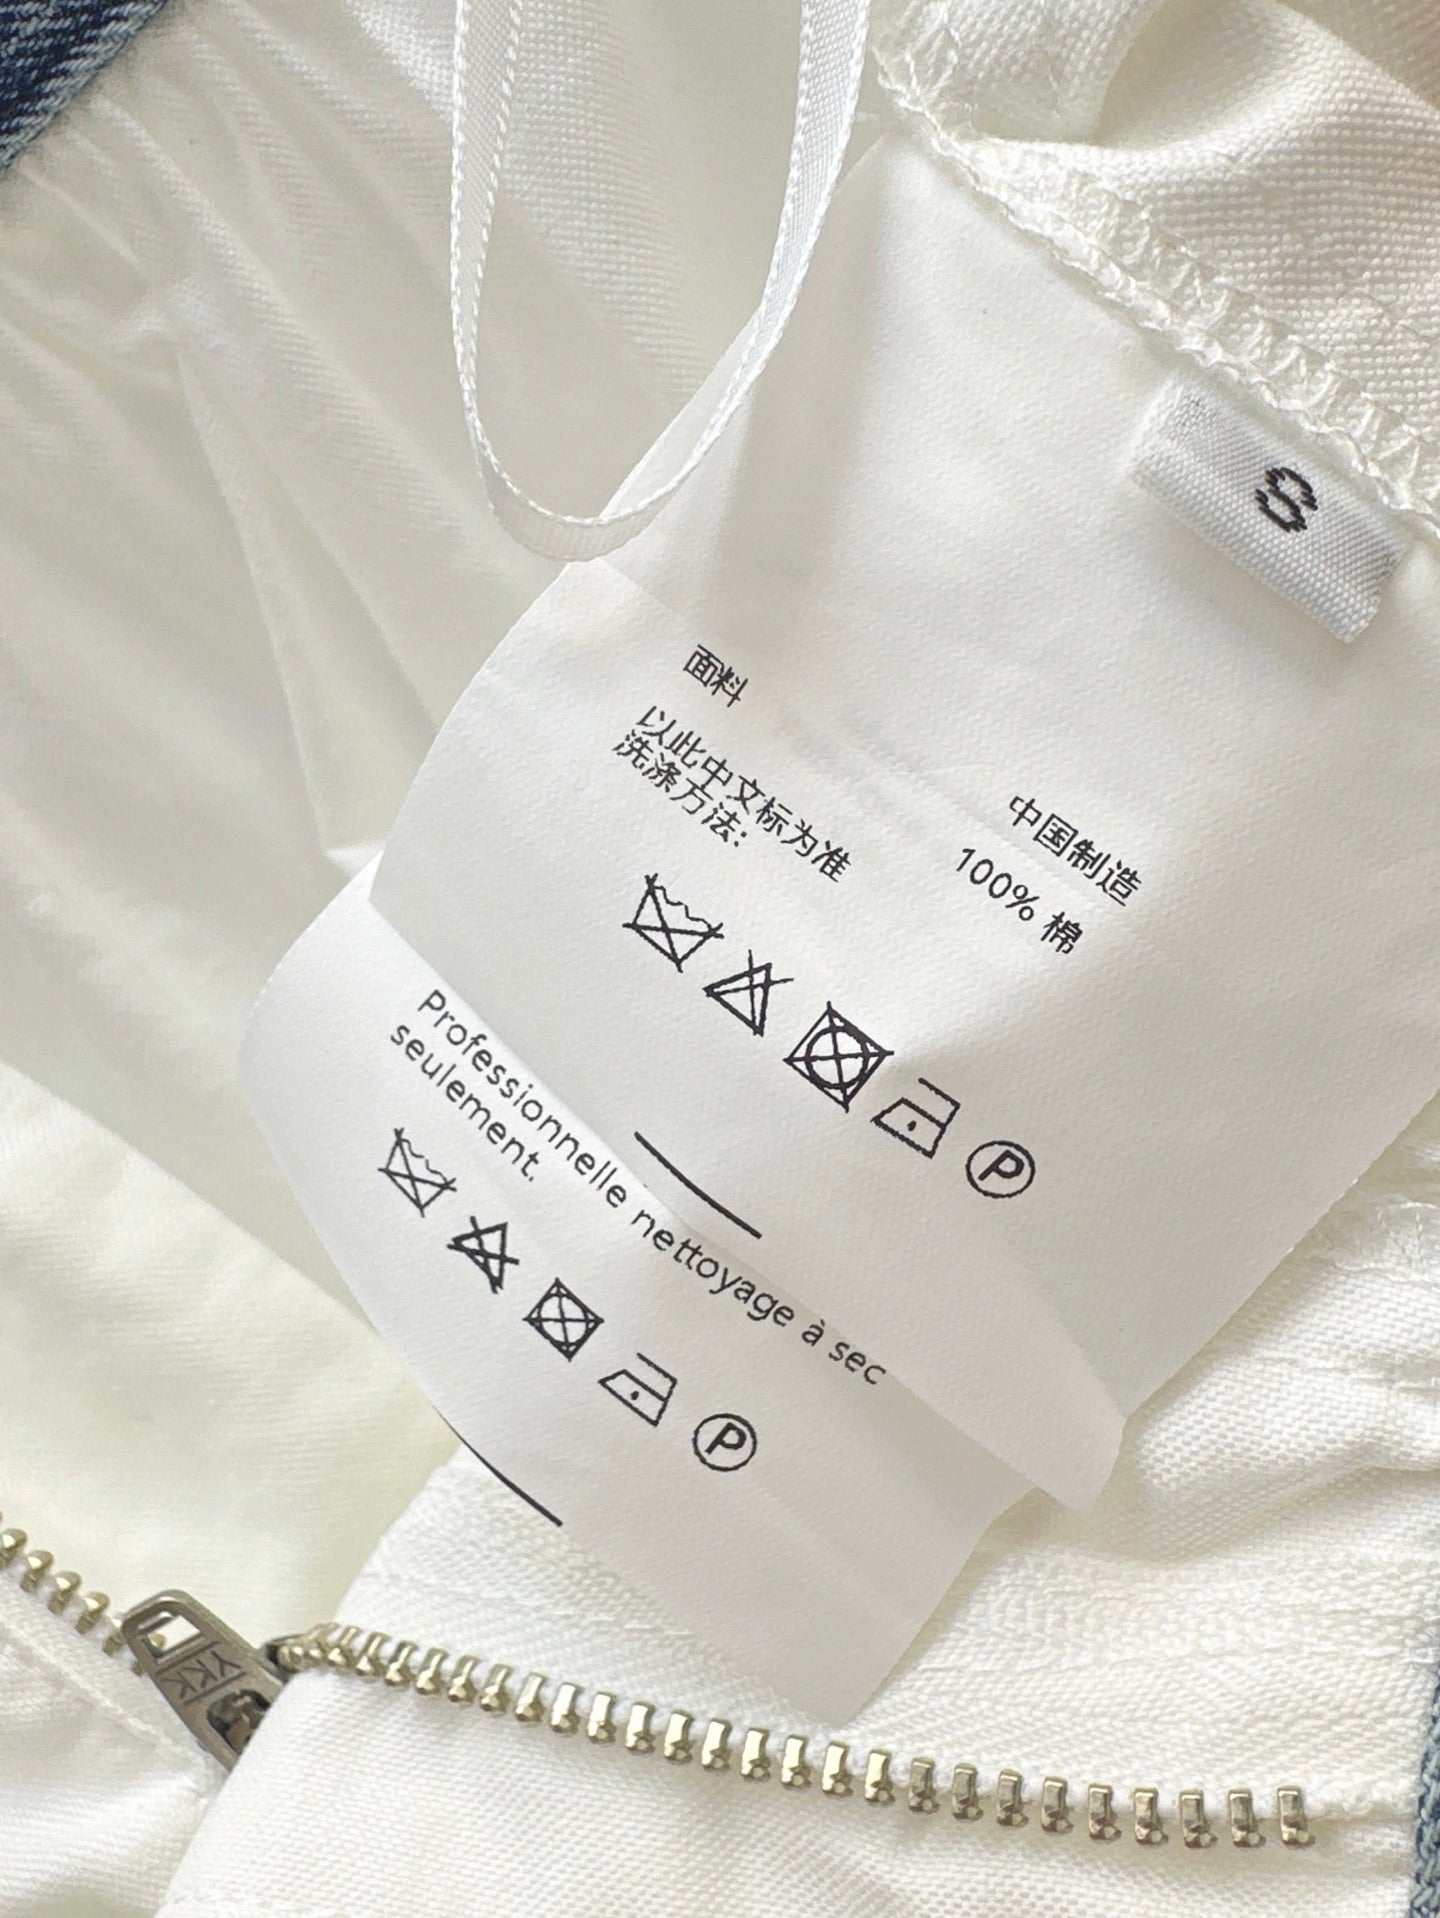 S
面料
以此中文标为准
洗涤方法:
中国制造
100% 棉
P
Professionnelle nettoyage à sec
seulement.
P
YKK